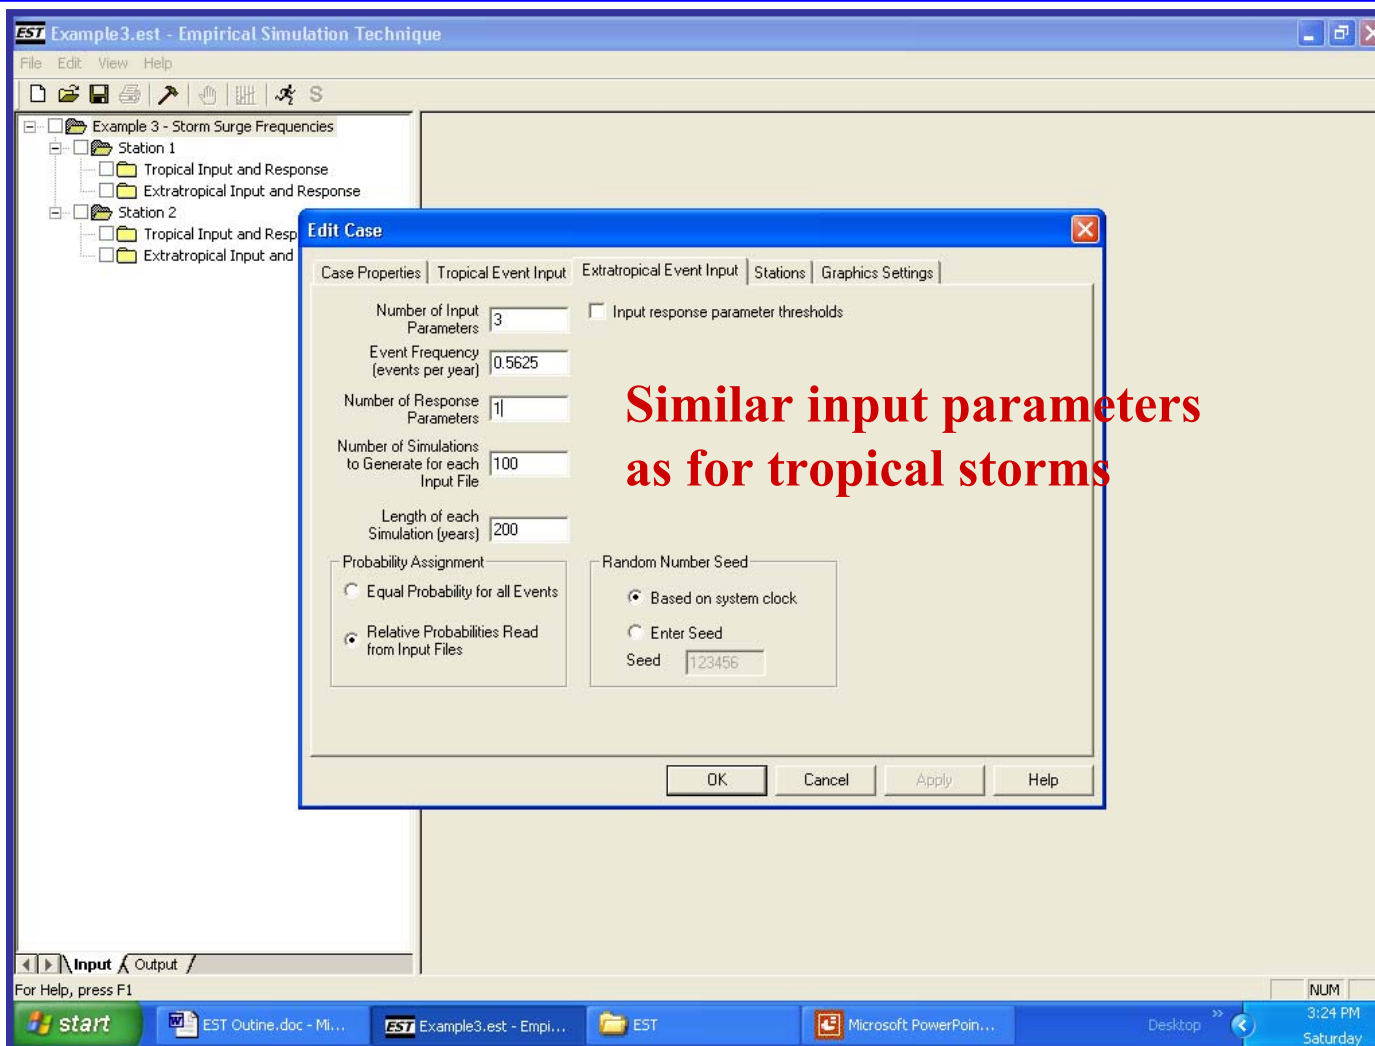 EST Example3.est - Empirical Simulation Technique
File Edit View Help
S
Example 3 - Storm Surge Frequencies
Station 1
Tropical Input and Response
Extratropical Input and Response
Station 2
Tropical Input and Resp
Extratropical Input and
Edit Case
Case Properties Tropical Event Input Extratropical Event Input Stations Graphics Settings
Number of Input
Parameters
3
Input response parameter thresholds
Event Frequency
(events per year)
0.5625
Number of Response
Parameters
1
Number of Simulations
to Generate for each
Input File
100
Length of each
Simulation (years)
200
Similar input parameters
as for tropical storms
Probability Assignment
Equal Probability for all Events
Relative Probabilities Read
from Input Files
Random Number Seed
Based on system clock
Enter Seed
Seed 123456
OK Cancel Apply Help
Input Output
For Help, press F1
NUM
start EST Outine.doc - Mi... EST Example3.est - Empi... EST Microsoft PowerPoin... Desktop » 3:24 PM
Saturday